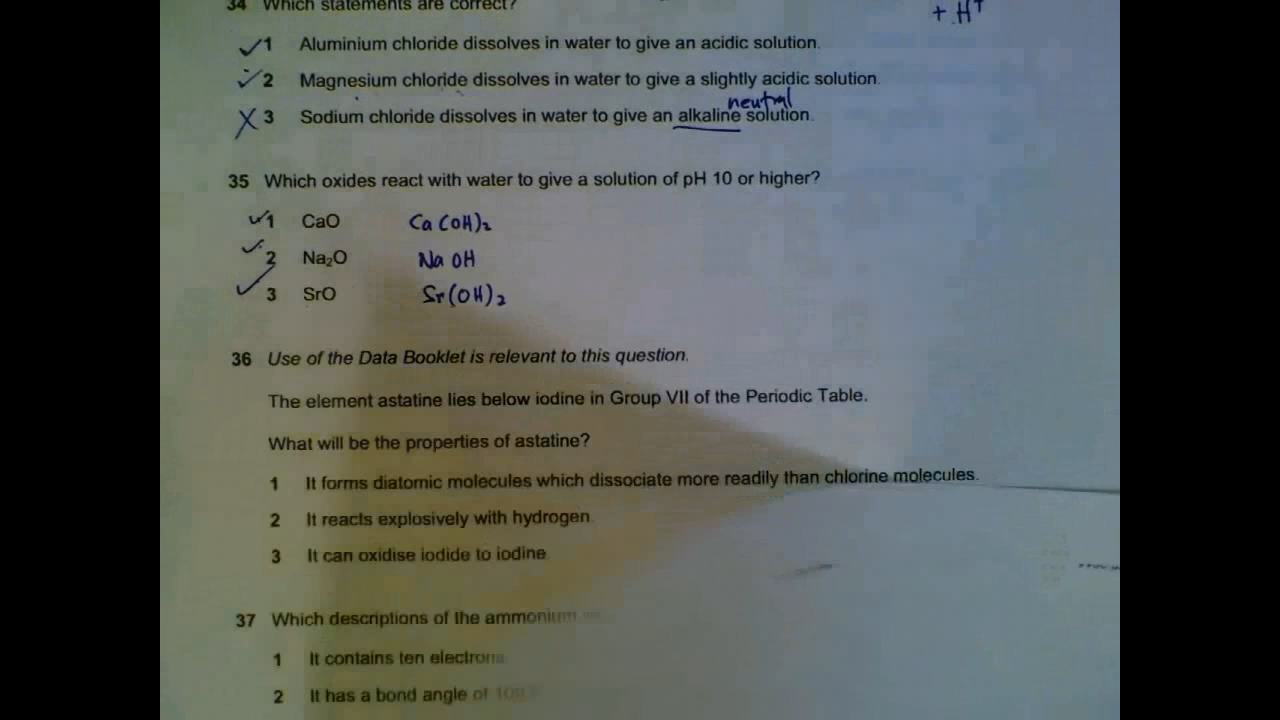 34 Which statements are correct?
+ H⁺
✓1 Aluminium chloride dissolves in water to give an acidic solution.
✓2 Magnesium chloride dissolves in water to give a slightly acidic solution.
neutral
X 3 Sodium chloride dissolves in water to give an alkaline solution.
35 Which oxides react with water to give a solution of pH 10 or higher?
✓1 CaO Ca(OH)₂
✓2 Na₂O NaOH
✓3 SrO Sr(OH)₂
36 Use of the Data Booklet is relevant to this question.
The element astatine lies below iodine in Group VII of the Periodic Table.
What will be the properties of astatine?
1 It forms diatomic molecules which dissociate more readily than chlorine molecules.
2 It reacts explosively with hydrogen.
3 It can oxidise iodide to iodine.
37 Which descriptions of the ammonium
1 It contains ten electrons.
2 It has a bond angle of